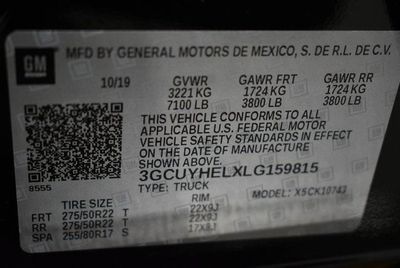 GM
MFD BY GENERAL MOTORS DE MEXICO, S. DE R.L. DE C.V.
10/19 GVWR GAWR FRT GAWR RR
3221 KG 1724 KG 1724 KG
7100 LB 3800 LB 3800 LB
THIS VEHICLE CONFORMS TO ALL
APPLICABLE U.S. FEDERAL MOTOR
VEHICLE SAFETY STANDARDS IN EFFECT
ON THE DATE OF MANUFACTURE
SHOWN ABOVE.
3GCUYHELXLG159815
8555 TYPE: TRUCK MODEL: X5CK10743
TIRE SIZE RIM
FRT 275/50R22 T 22X9J
RR 275/50R22 T 22X9J
SPA 255/80R17 S 17X8J